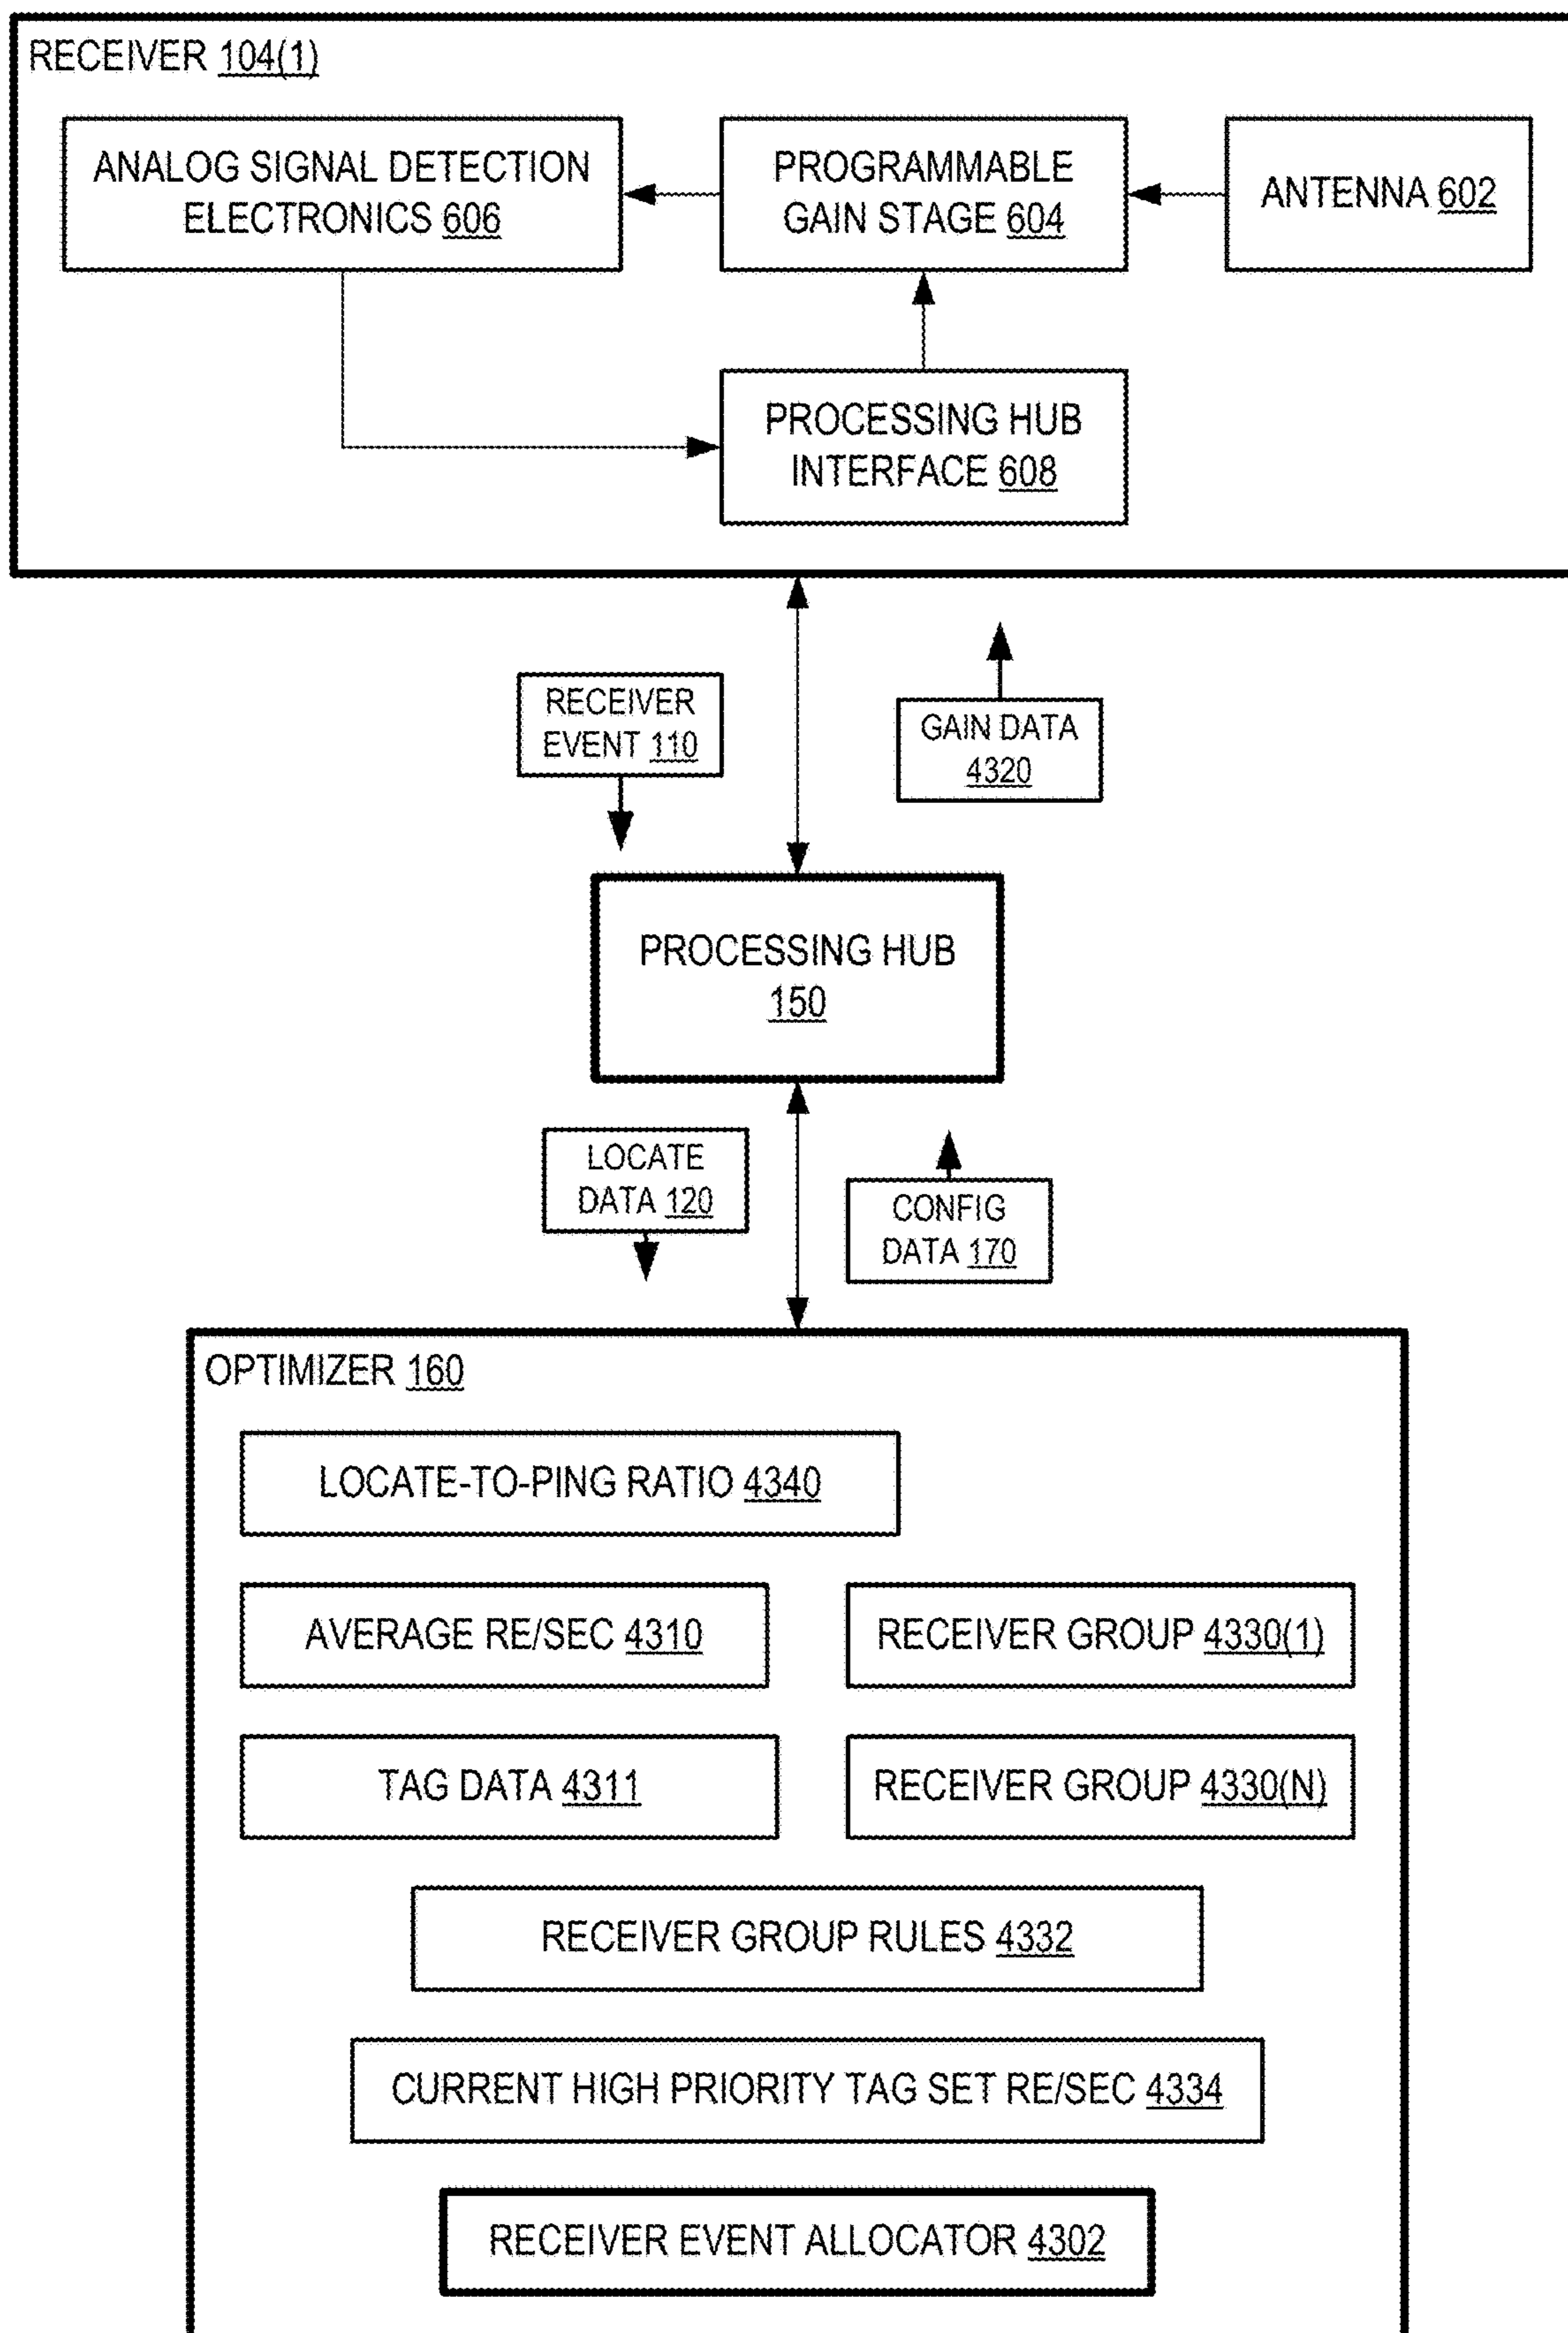 RECEIVER 104(1)
ANALOG SIGNAL DETECTION
ELECTRONICS 606
PROGRAMMABLE
GAIN STAGE 604
ANTENNA 602
PROCESSING HUB
INTERFACE 608
RECEIVER
EVENT 110
GAIN DATA
4320
PROCESSING HUB
150
LOCATE
DATA 120
CONFIG
DATA 170
OPTIMIZER 160
LOCATE-TO-PING RATIO 4340
AVERAGE RE/SEC 4310
RECEIVER GROUP 4330(1)
TAG DATA 4311
RECEIVER GROUP 4330(N)
RECEIVER GROUP RULES 4332
CURRENT HIGH PRIORITY TAG SET RE/SEC 4334
RECEIVER EVENT ALLOCATOR 4302